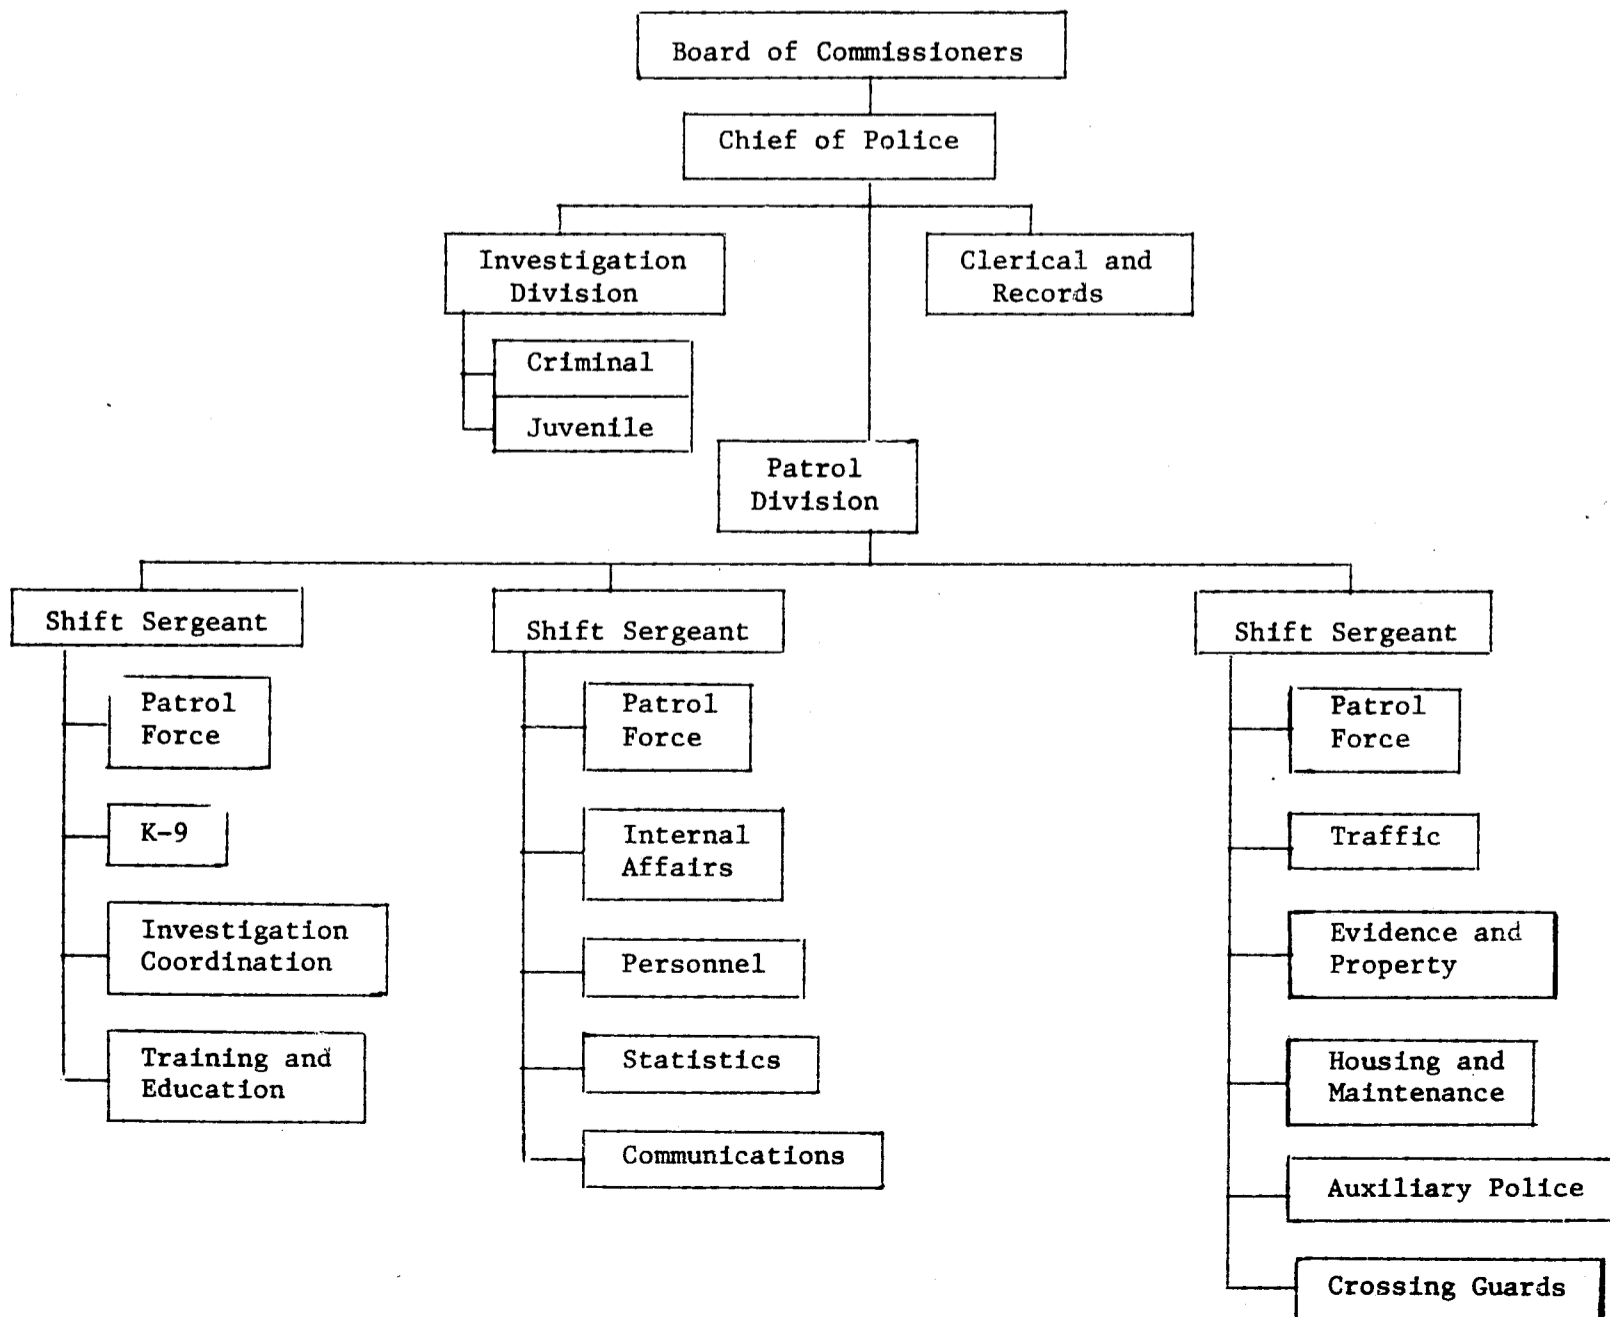 Board of Commissioners
Chief of Police
Investigation
Division
Clerical and
Records
Criminal
Juvenile
Patrol
Division
Shift Sergeant
Patrol
Force
K-9
Investigation
Coordination
Training and
Education
Shift Sergeant
Patrol
Force
Internal
Affairs
Personnel
Statistics
Communications
Shift Sergeant
Patrol
Force
Traffic
Evidence and
Property
Housing and
Maintenance
Auxiliary Police
Crossing Guards